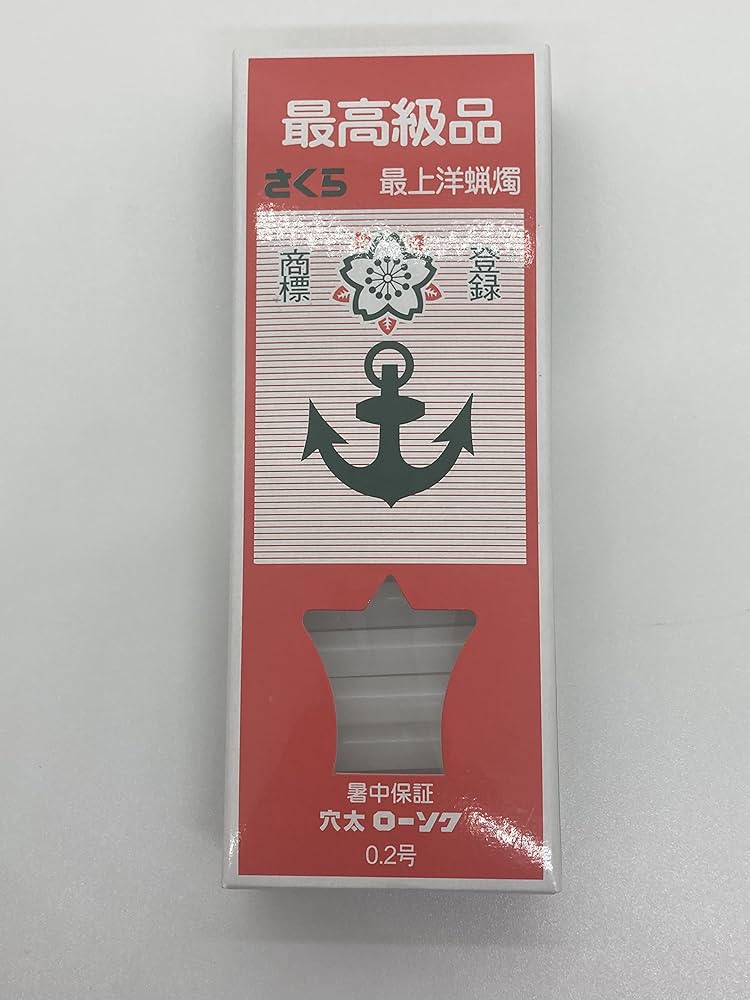 最高級品
さくら 最上洋蝋燭
登録
商標
暑中保証
穴太 ローソク
0.2号